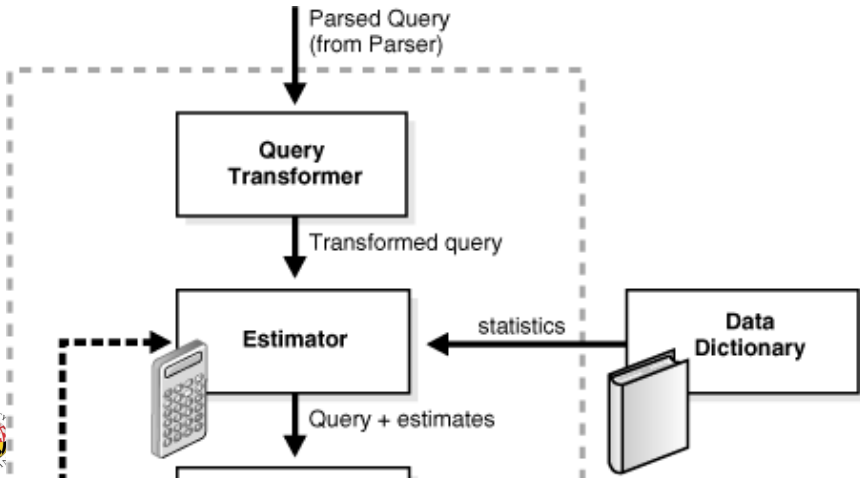 Parsed Query
(from Parser)
Query
Transformer
Transformed query
Estimator
statistics
Data
Dictionary
Query + estimates